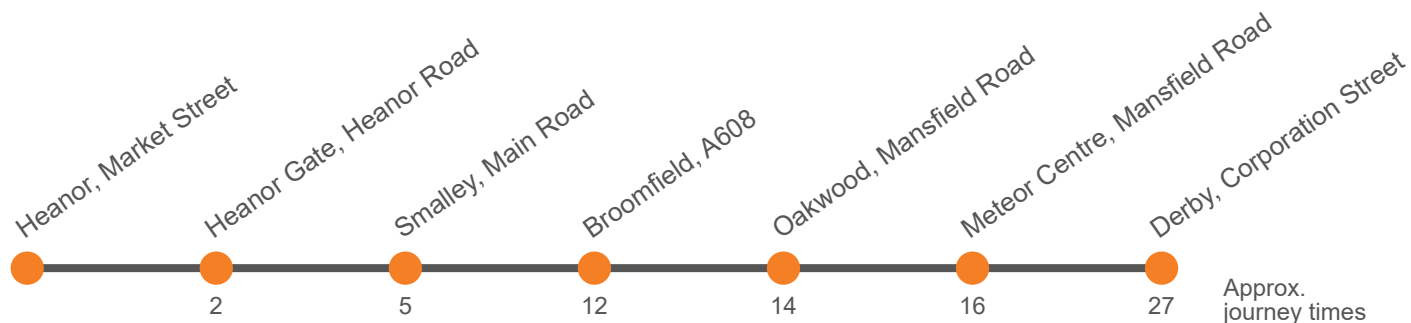 Heanor, Market Street
Heanor Gate, Heanor Road
Smalley, Main Road
Broomfield, A608
Oakwood, Mansfield Road
Meteor Centre, Mansfield Road
Derby, Corporation Street
2
5
12
14
16
27
Approx.
journey times